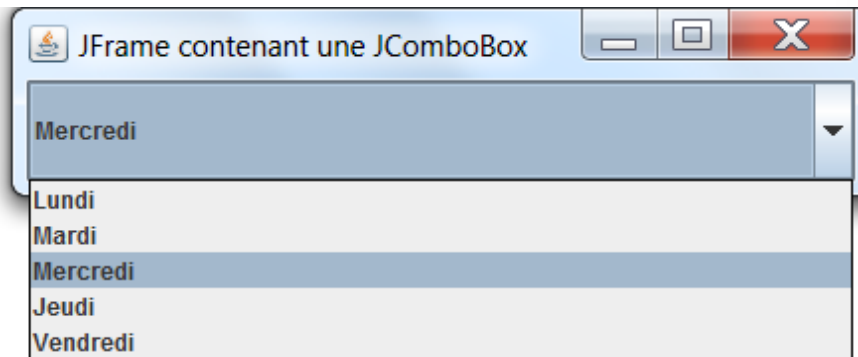 JFrame contenant une JComboBox
Mercredi
Lundi
Mardi
Mercredi
Jeudi
Vendredi